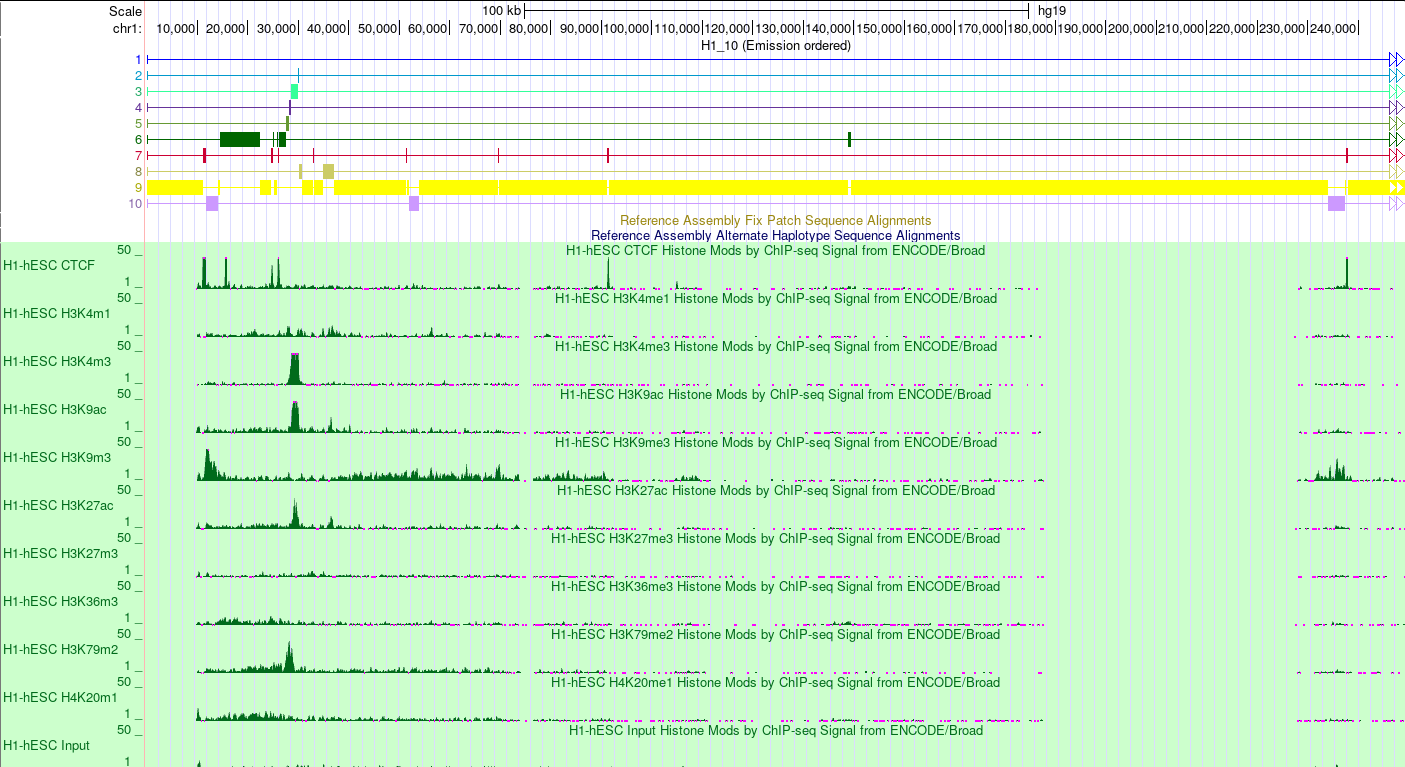 Scale 100 kb hg19
chr1: 10,000 20,000 30,000 40,000 50,000 60,000 70,000 80,000 90,000 100,000 110,000 120,000 130,000 140,000 150,000 160,000 170,000 180,000 190,000 200,000 210,000 220,000 230,000 240,000
H1_10 (Emission ordered)
1
2
3
4
5
6
7
8
9
10
Reference Assembly Fix Patch Sequence Alignments
Reference Assembly Alternate Haplotype Sequence Alignments
50 H1-hESC CTCF Histone Mods by ChIP-seq Signal from ENCODE/Broad
H1-hESC CTCF
1
50 H1-hESC H3K4me1 Histone Mods by ChIP-seq Signal from ENCODE/Broad
H1-hESC H3K4m1
1
50 H1-hESC H3K4me3 Histone Mods by ChIP-seq Signal from ENCODE/Broad
H1-hESC H3K4m3
1
50 H1-hESC H3K9ac Histone Mods by ChIP-seq Signal from ENCODE/Broad
H1-hESC H3K9ac
1
50 H1-hESC H3K9me3 Histone Mods by ChIP-seq Signal from ENCODE/Broad
H1-hESC H3K9m3
1
50 H1-hESC H3K27ac Histone Mods by ChIP-seq Signal from ENCODE/Broad
H1-hESC H3K27ac
1
50 H1-hESC H3K27me3 Histone Mods by ChIP-seq Signal from ENCODE/Broad
H1-hESC H3K27m3
1
50 H1-hESC H3K36me3 Histone Mods by ChIP-seq Signal from ENCODE/Broad
H1-hESC H3K36m3
1
50 H1-hESC H3K79me2 Histone Mods by ChIP-seq Signal from ENCODE/Broad
H1-hESC H3K79m2
1
50 H1-hESC H4K20me1 Histone Mods by ChIP-seq Signal from ENCODE/Broad
H1-hESC H4K20m1
1
50 H1-hESC Input Histone Mods by ChIP-seq Signal from ENCODE/Broad
H1-hESC Input
1